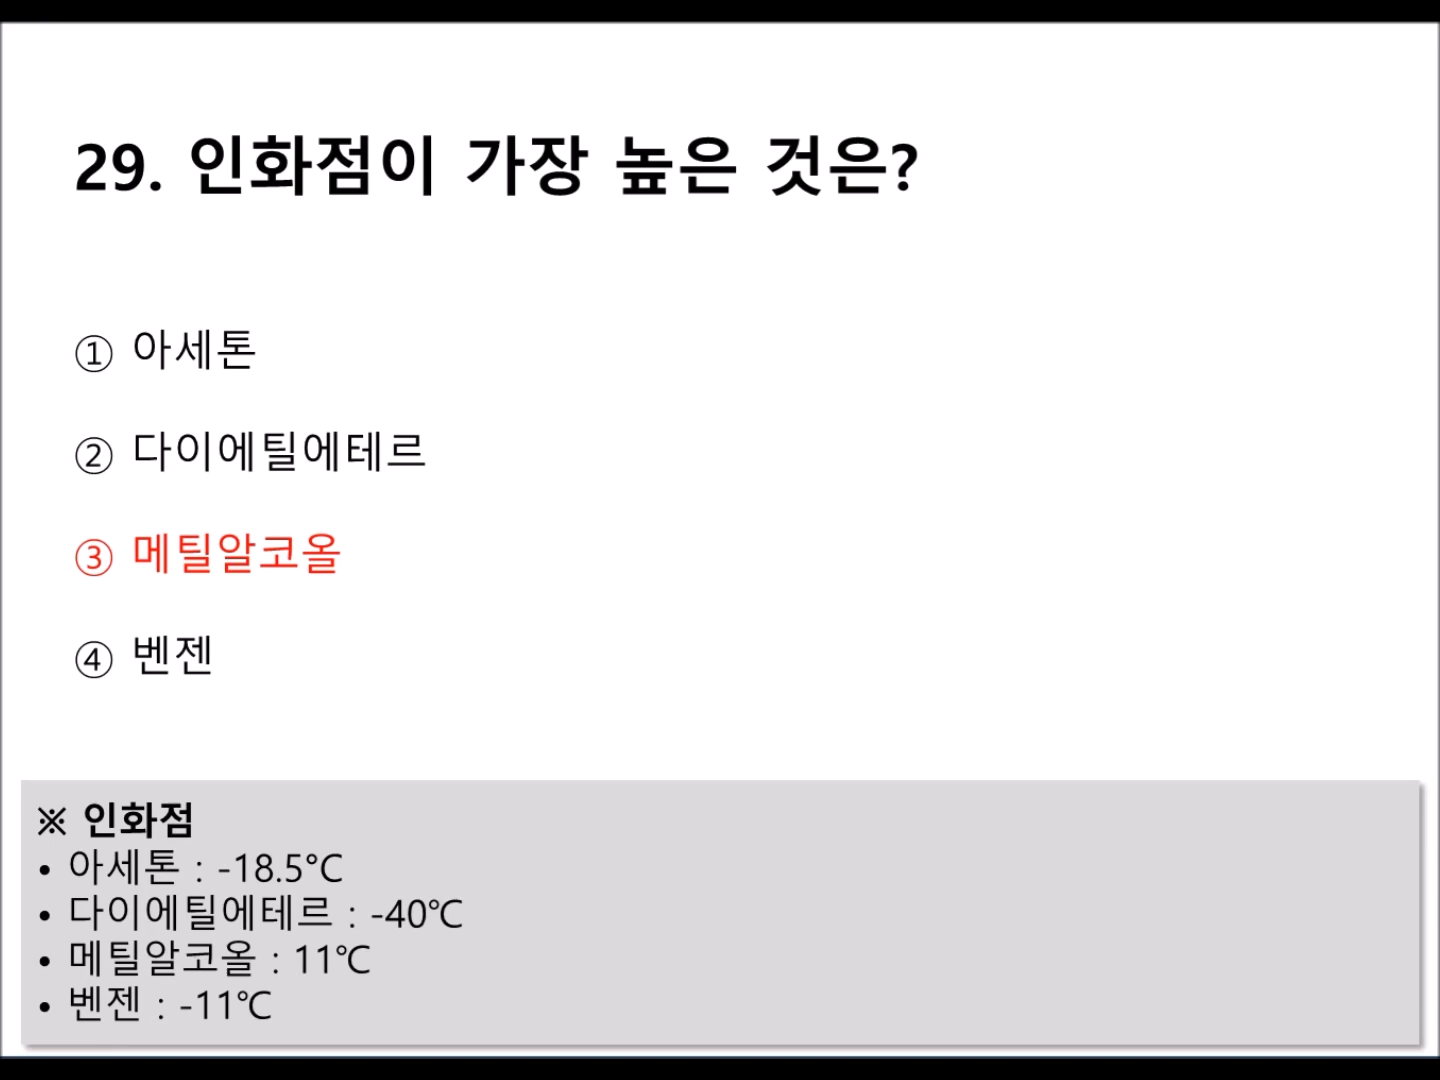 29. 인화점이 가장 높은 것은?
① 아세톤
② 다이에틸에테르
③ 메틸알코올
④ 벤젠
※ 인화점
• 아세톤 : -18.5°C
• 다이에틸에테르 : -40℃
• 메틸알코올 : 11℃
• 벤젠 : -11℃